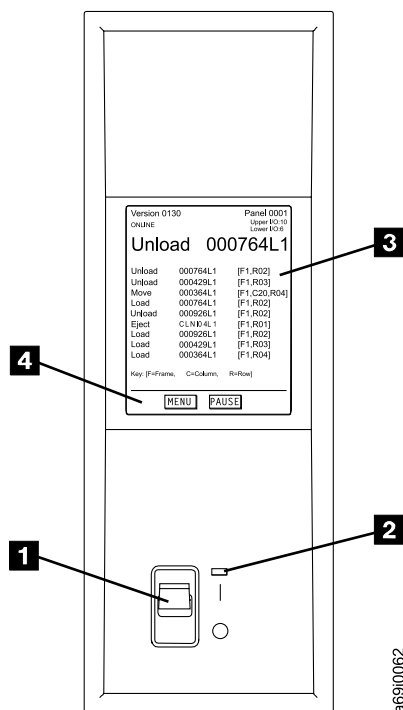 Version 0130 Panel 0001
ONLINE Upper I/O:10
Lower I/O:6
Unload 000764L1
Unload 000764L1 [F1,R02]
Unload 000429L1 [F1,R03]
Move 000364L1 [F1,C20,R04]
Load 000764L1 [F1,R02]
Unload 000926L1 [F1,R02]
Eject CLNI04L1 [F1,R01]
Load 000926L1 [F1,R02]
Load 000429L1 [F1,R03]
Load 000364L1 [F1,R04]
Key: [F=Frame, C=Column, R=Row]
MENU PAUSE
3
4
2
1
a69i0062